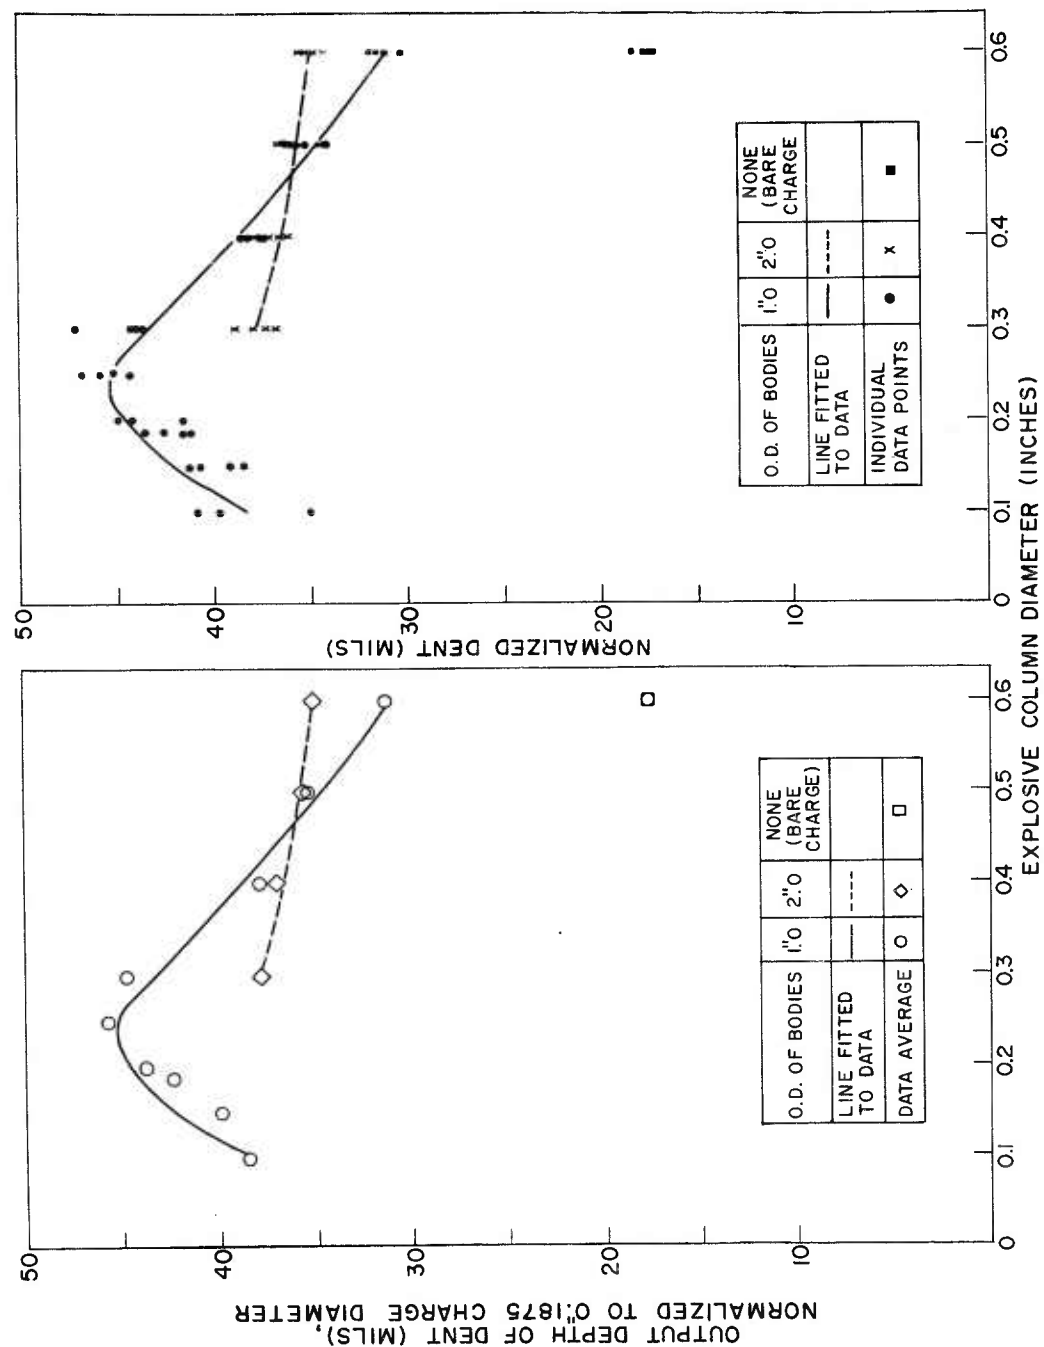 OUTPUT DEPTH OF DENT (MILS),
NORMALIZED TO 0".1875 CHARGE DIAMETER
50
40
30
20
10
0
0.1
0.2
0.3
0.4
0.5
0.6
O.D. OF BODIES 1".0 2".0 NONE (BARE CHARGE)
LINE FITTED TO DATA
DATA AVERAGE
NORMALIZED DENT (MILS)
50
40
30
20
10
0
0.1
0.2
0.3
0.4
0.5
0.6
O.D. OF BODIES 1".0 2".0 NONE (BARE CHARGE
LINE FITTED TO DATA
INDIVIDUAL DATA POINTS
EXPLOSIVE COLUMN DIAMETER (INCHES)